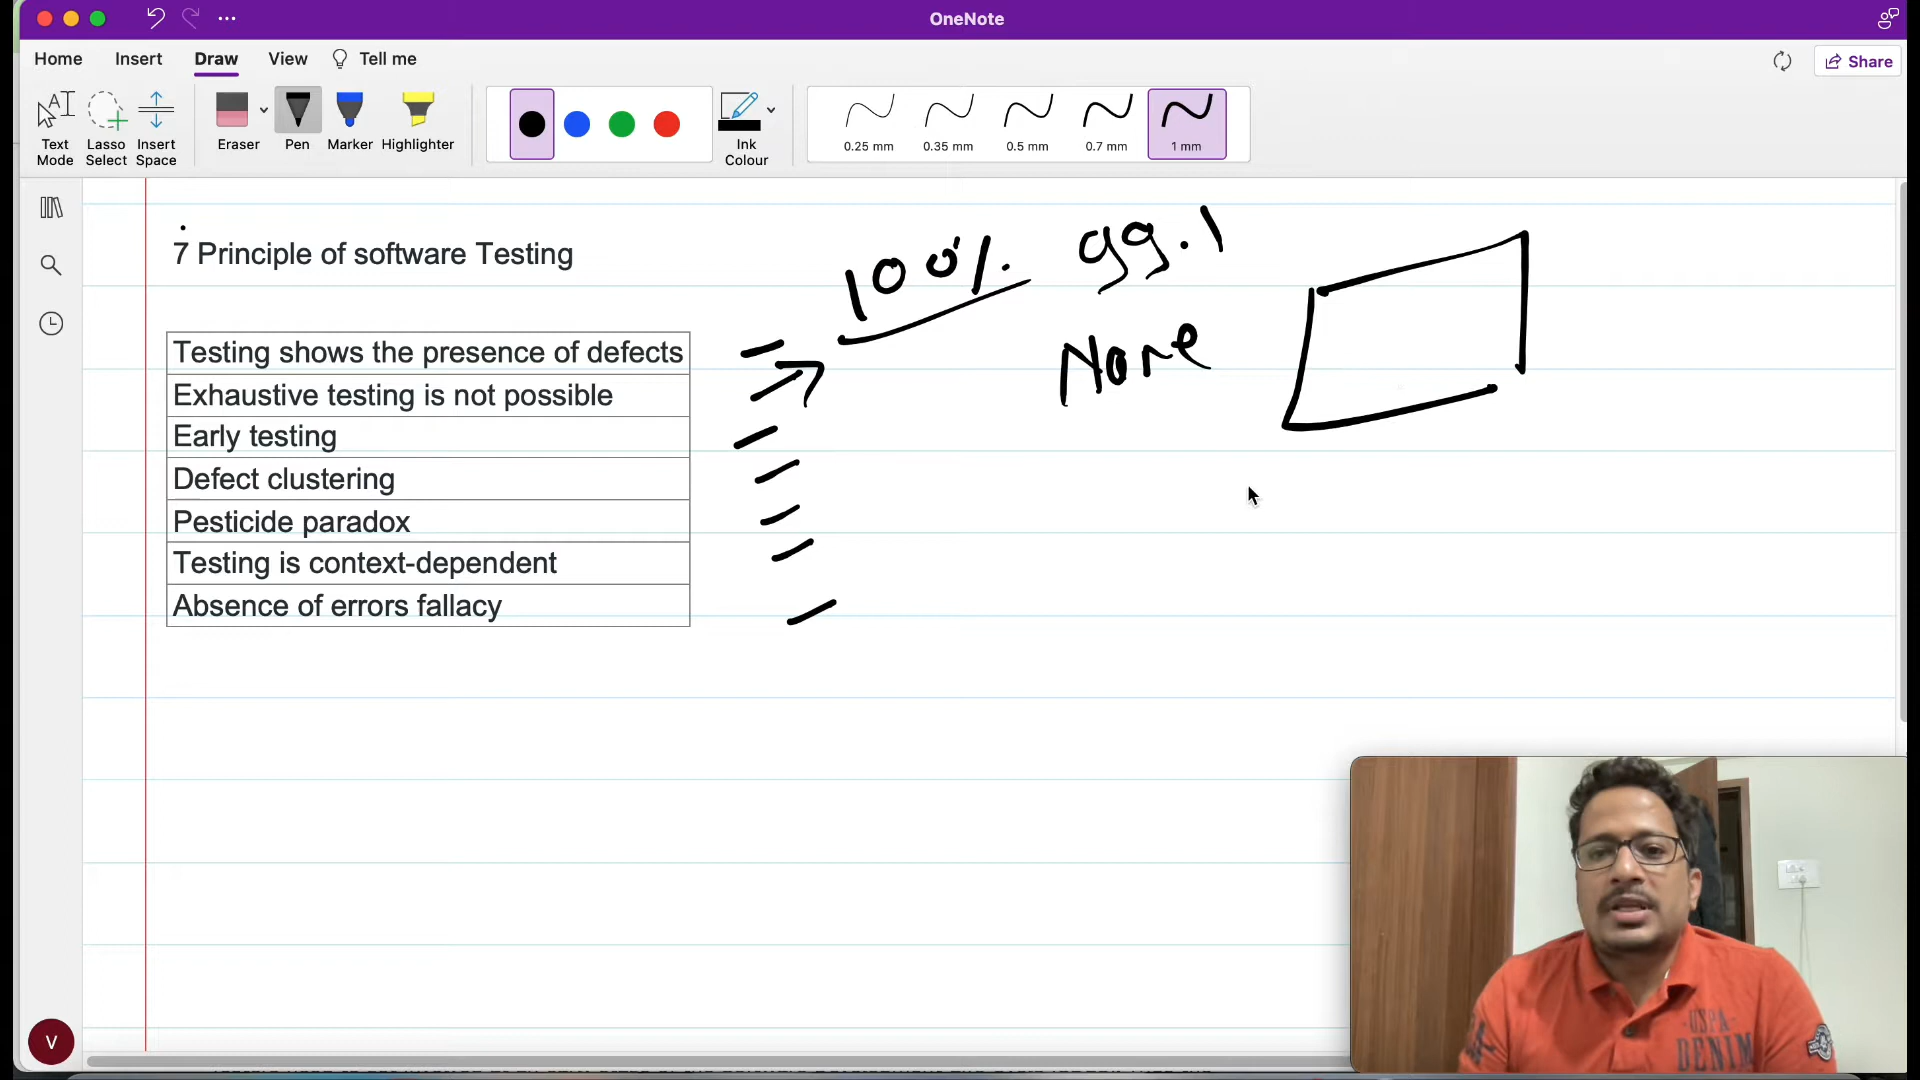 OneNote
Home Insert Draw View Tell me
Share
Text Mode
Lasso Select
Insert Space
Eraser
Pen
Marker
Highlighter
Ink Colour
0.25 mm
0.35 mm
0.5 mm
0.7 mm
1 mm
7 Principle of software Testing
100%
99.1
None
Testing shows the presence of defects
Exhaustive testing is not possible
Early testing
Defect clustering
Pesticide paradox
Testing is context-dependent
Absence of errors fallacy
V
USPA
DENIM